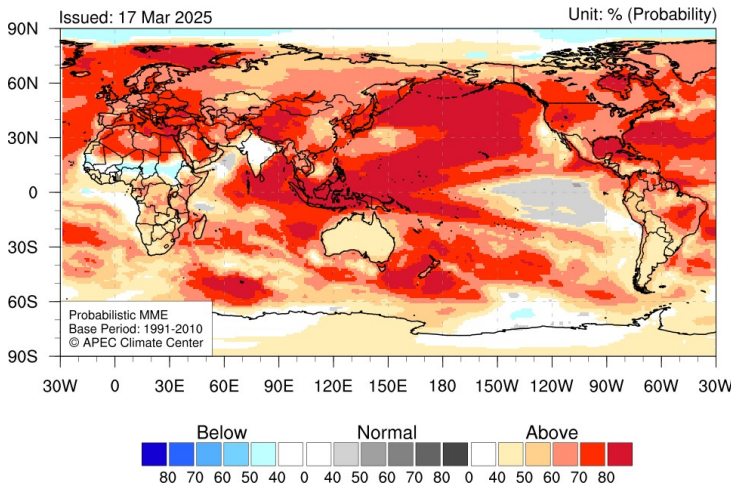 Issued: 17 Mar 2025 Unit: % (Probability)
90N
60N
30N
0
30S
60S
90S
Probabilistic MME
Base Period: 1991-2010
© APEC Climate Center
30W 0 30E 60E 90E 120E 150E 180 150W 120W 90W 60W 30W
Below Normal Above
80 70 60 50 40 0 40 50 60 70 80 0 40 50 60 70 80